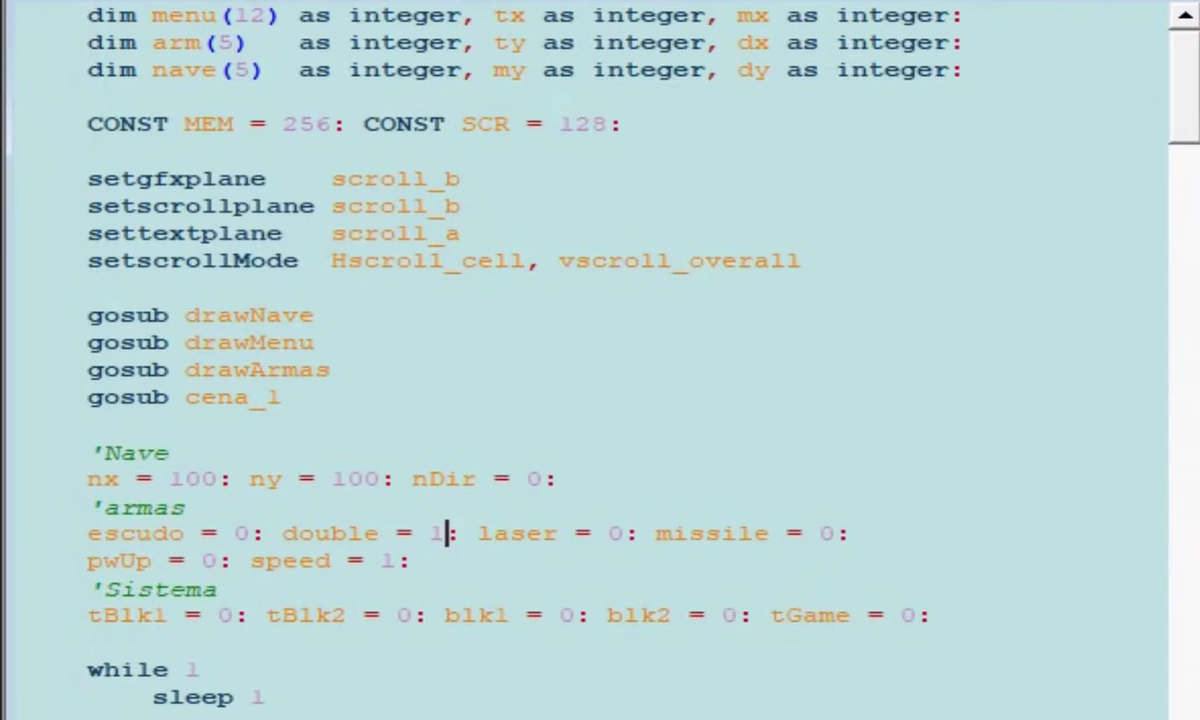 dim menu(12) as integer, tx as integer, mx as integer:
dim arm(5) as integer, ty as integer, dx as integer:
dim nave(5) as integer, my as integer, dy as integer:
CONST MEM = 256: CONST SCR = 128:
setgfxplane scroll_b
setscrollplane scroll_b
settextplane scroll_a
setscrollMode Hscroll_cell, vscroll_overall
gosub drawNave
gosub drawMenu
gosub drawArmas
gosub cena_1
'Nave
nx = 100: ny = 100: nDir = 0:
'armas
escudo = 0: double = 1: laser = 0: missile = 0:
pwUp = 0: speed = 1:
'Sistema
tBlk1 = 0: tBlk2 = 0: blk1 = 0: blk2 = 0: tGame = 0:
while 1
sleep 1